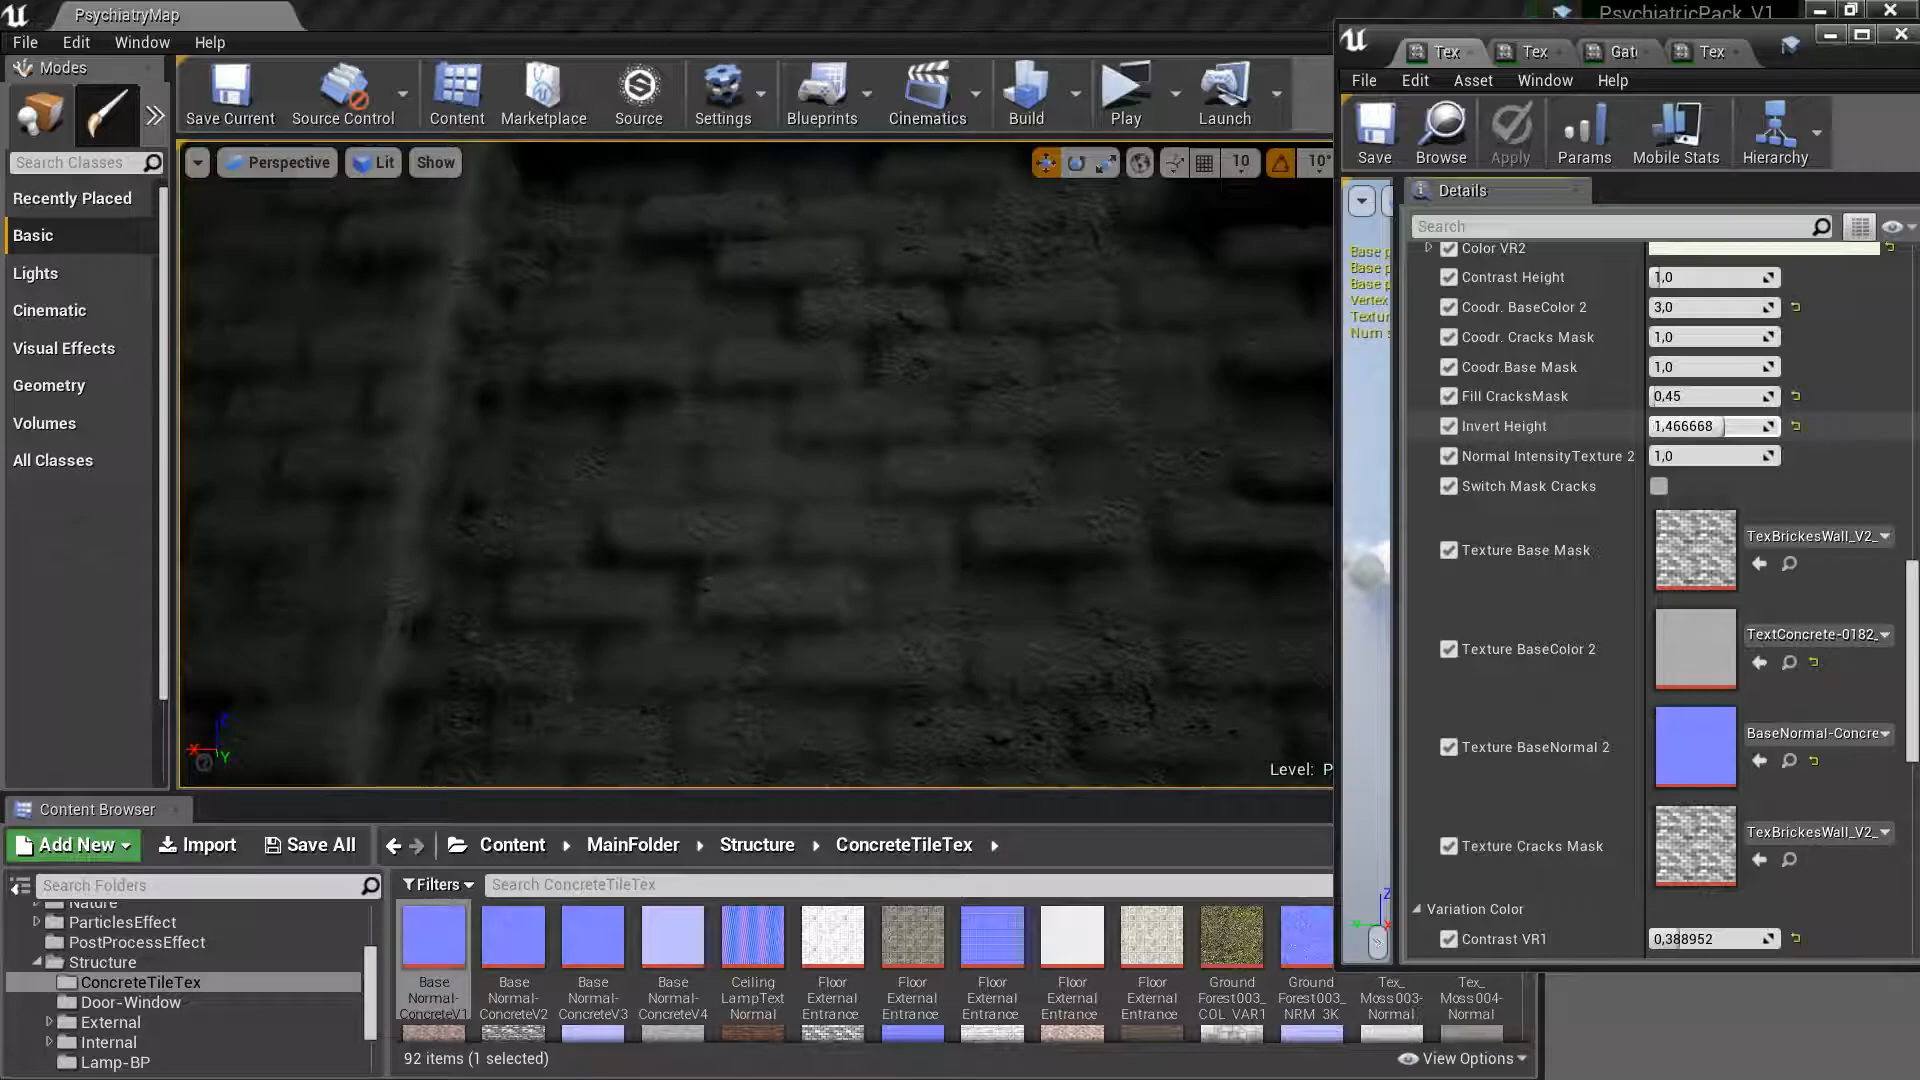 PsychiatryMap
PsychiatricPack_V1
File Edit Window Help
Modes
Search Classes
Recently Placed
Basic
Lights
Cinematic
Visual Effects
Geometry
Volumes
All Classes
Save Current
Source Control
Content
Marketplace
Source
Settings
Blueprints
Cinematics
Build
Play
Launch
Perspective
Lit
Show
10
10°
X
Z
Y
Level: P
Tex
Tex
Gat
Tex
File Edit Asset Window Help
Save
Browse
Apply
Params
Mobile Stats
Hierarchy
Base p
Base p
Base p
Vertex
Textur
Num s
Z
Y
X
Details
Search
Color VR2
Contrast Height 1,0
Coodr. BaseColor 2 3,0
Coodr. Cracks Mask 1,0
Coodr.Base Mask 1,0
Fill CracksMask 0,45
Invert Height 1,466668
Normal IntensityTexture 2 1,0
Switch Mask Cracks
Texture Base Mask TexBrickesWall_V2_
Texture BaseColor 2 TextConcrete-0182_
Texture BaseNormal 2 BaseNormal-Concre
Texture Cracks Mask TexBrickesWall_V2_
Variation Color
Contrast VR1 0,388952
Content Browser
Add New
Import
Save All
Content
MainFolder
Structure
ConcreteTileTex
Search Folders
Nature
ParticlesEffect
PostProcessEffect
Structure
ConcreteTileTex
Door-Window
External
Internal
Lamp-BP
Filters
Search ConcreteTileTex
Base
Normal-
ConcreteV1
Base
Normal-
ConcreteV2
Base
Normal-
ConcreteV3
Base
Normal-
ConcreteV4
Ceiling
LampText
Normal
Floor
External
Entrance
Floor
External
Entrance
Floor
External
Entrance
Floor
External
Entrance
Floor
External
Entrance
Ground
Forest003_
COL_VAR1
Ground
Forest003_
NRM_3K
Tex_
Moss003-
Normal
Tex_
Moss004-
Normal
92 items (1 selected)
View Options